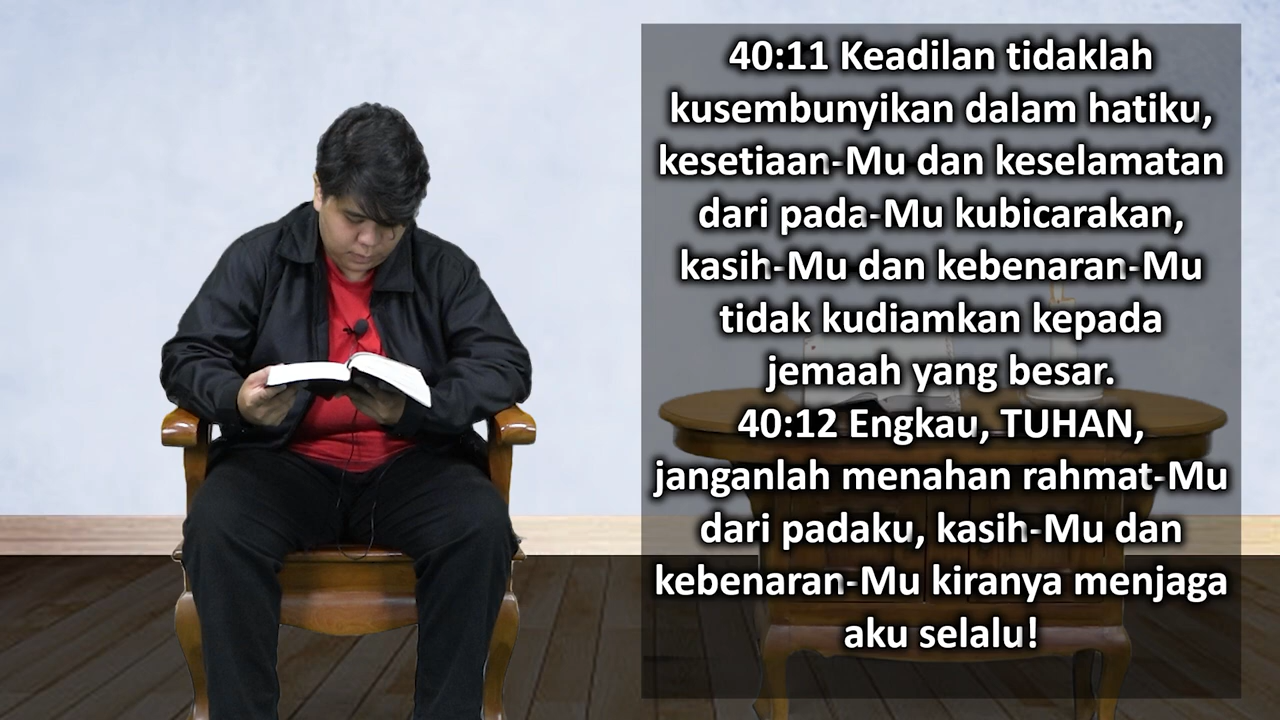 40:11 Keadilan tidaklah
kusembunyikan dalam hatiku,
kesetiaan-Mu dan keselamatan
dari pada-Mu kubicarakan,
kasih-Mu dan kebenaran-Mu
tidak kudiamkan kepada
jemaah yang besar.
40:12 Engkau, TUHAN,
janganlah menahan rahmat-Mu
dari padaku, kasih-Mu dan
kebenaran-Mu kiranya menjaga
aku selalu!